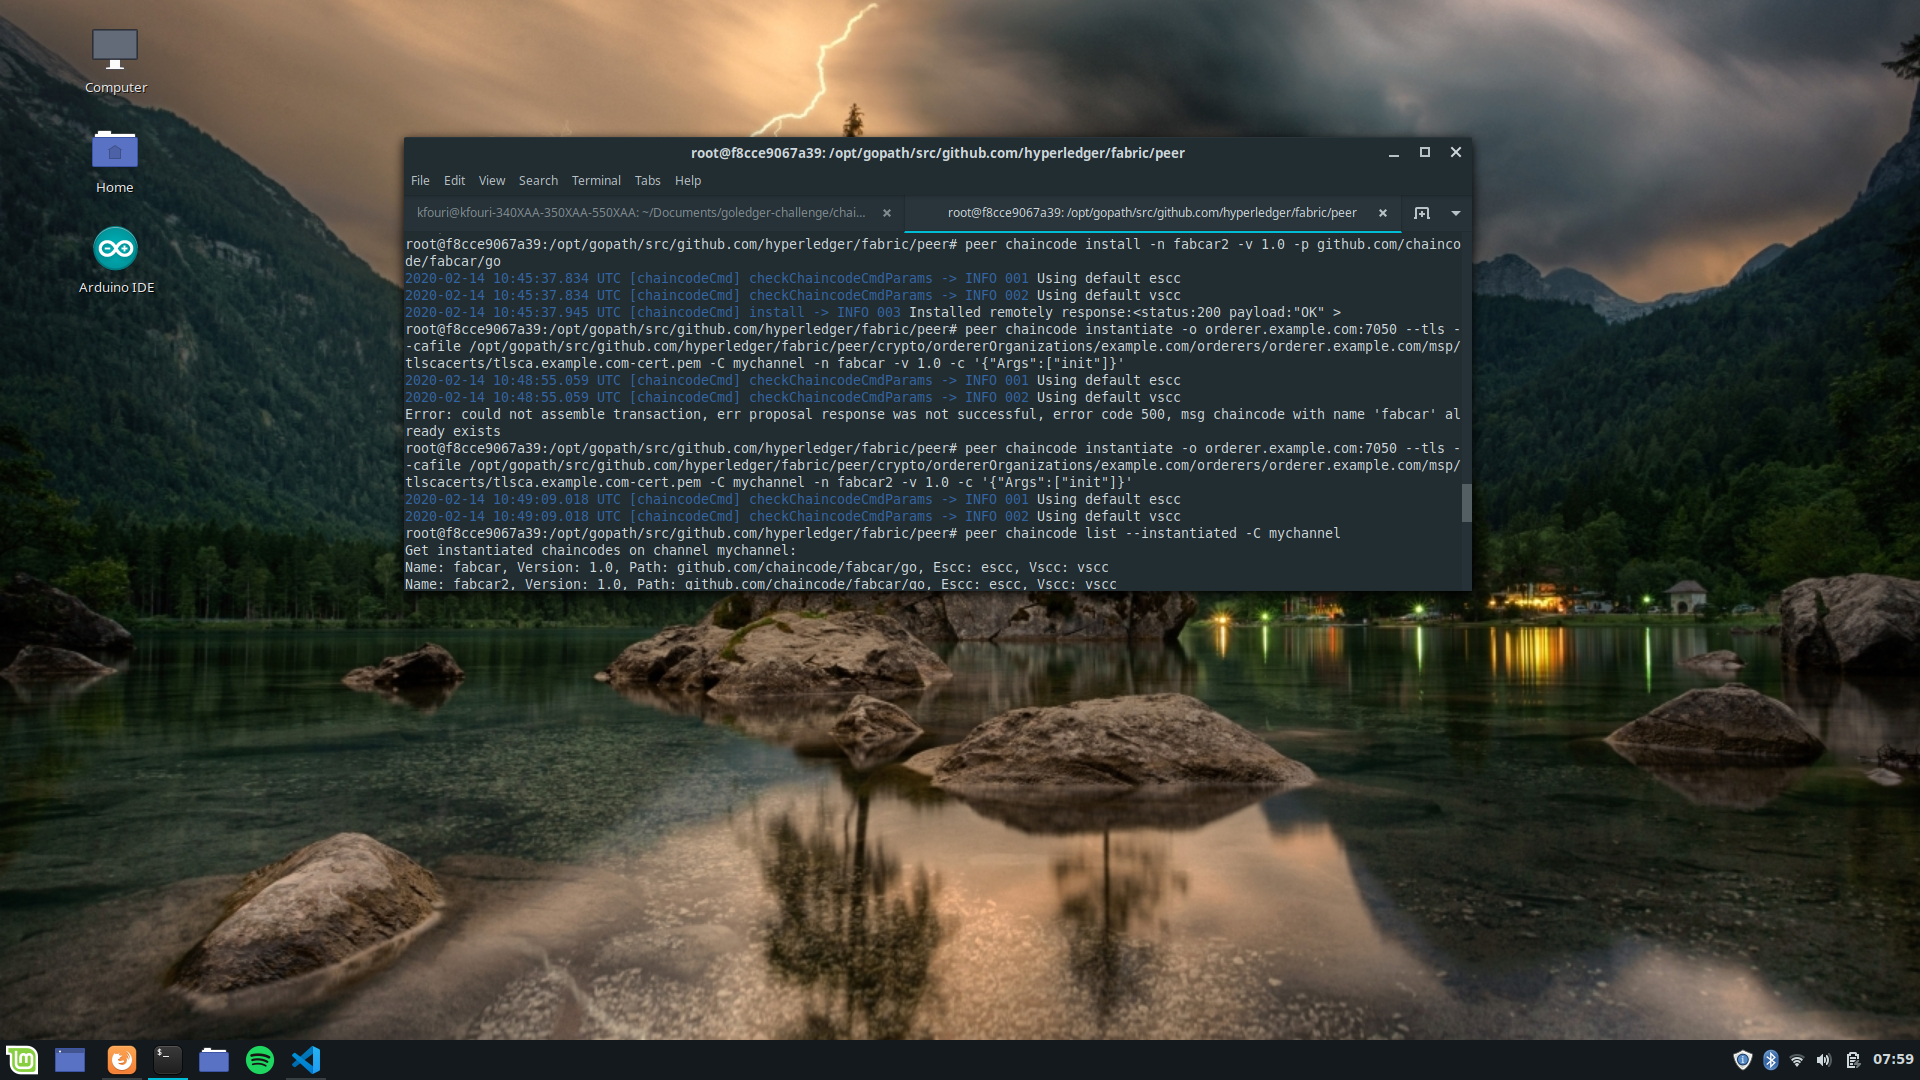 Computer
Home
Arduino IDE
root@f8cce9067a39: /opt/gopath/src/github.com/hyperledger/fabric/peer
File Edit View Search Terminal Tabs Help
kfouri@kfouri-340XAA-350XAA-550XAA: ~/Documents/goledger-challenge/chai...
root@f8cce9067a39: /opt/gopath/src/github.com/hyperledger/fabric/peer
root@f8cce9067a39:/opt/gopath/src/github.com/hyperledger/fabric/peer# peer chaincode install -n fabcar2 -v 1.0 -p github.com/chainco
de/fabcar/go
2020-02-14 10:45:37.834 UTC [chaincodeCmd] checkChaincodeCmdParams -> INFO 001 Using default escc
2020-02-14 10:45:37.834 UTC [chaincodeCmd] checkChaincodeCmdParams -> INFO 002 Using default vscc
2020-02-14 10:45:37.945 UTC [chaincodeCmd] install -> INFO 003 Installed remotely response:<status:200 payload:"OK" >
root@f8cce9067a39:/opt/gopath/src/github.com/hyperledger/fabric/peer# peer chaincode instantiate -o orderer.example.com:7050 --tls -
-cafile /opt/gopath/src/github.com/hyperledger/fabric/peer/crypto/ordererOrganizations/example.com/orderers/orderer.example.com/msp/
tlscacerts/tlsca.example.com-cert.pem -C mychannel -n fabcar -v 1.0 -c '{"Args":["init"]}'
2020-02-14 10:48:55.059 UTC [chaincodeCmd] checkChaincodeCmdParams -> INFO 001 Using default escc
2020-02-14 10:48:55.059 UTC [chaincodeCmd] checkChaincodeCmdParams -> INFO 002 Using default vscc
Error: could not assemble transaction, err proposal response was not successful, error code 500, msg chaincode with name 'fabcar' al
ready exists
root@f8cce9067a39:/opt/gopath/src/github.com/hyperledger/fabric/peer# peer chaincode instantiate -o orderer.example.com:7050 --tls -
-cafile /opt/gopath/src/github.com/hyperledger/fabric/peer/crypto/ordererOrganizations/example.com/orderers/orderer.example.com/msp/
tlscacerts/tlsca.example.com-cert.pem -C mychannel -n fabcar2 -v 1.0 -c '{"Args":["init"]}'
2020-02-14 10:49:09.018 UTC [chaincodeCmd] checkChaincodeCmdParams -> INFO 001 Using default escc
2020-02-14 10:49:09.018 UTC [chaincodeCmd] checkChaincodeCmdParams -> INFO 002 Using default vscc
root@f8cce9067a39:/opt/gopath/src/github.com/hyperledger/fabric/peer# peer chaincode list --instantiated -C mychannel
Get instantiated chaincodes on channel mychannel:
Name: fabcar, Version: 1.0, Path: github.com/chaincode/fabcar/go, Escc: escc, Vscc: vscc
Name: fabcar2, Version: 1.0, Path: github.com/chaincode/fabcar/go, Escc: escc, Vscc: vscc
07:59